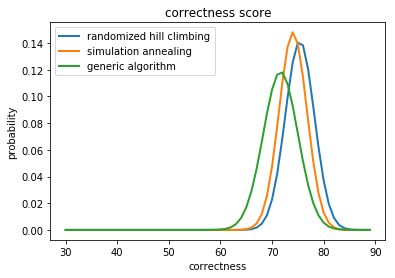 correctness score
randomized hill climbing
simulation annealing
generic algorithm
0.14
0.12
0.10
0.08
0.06
0.04
0.02
0.00
probability
30 40 50 60 70 80 90
correctness